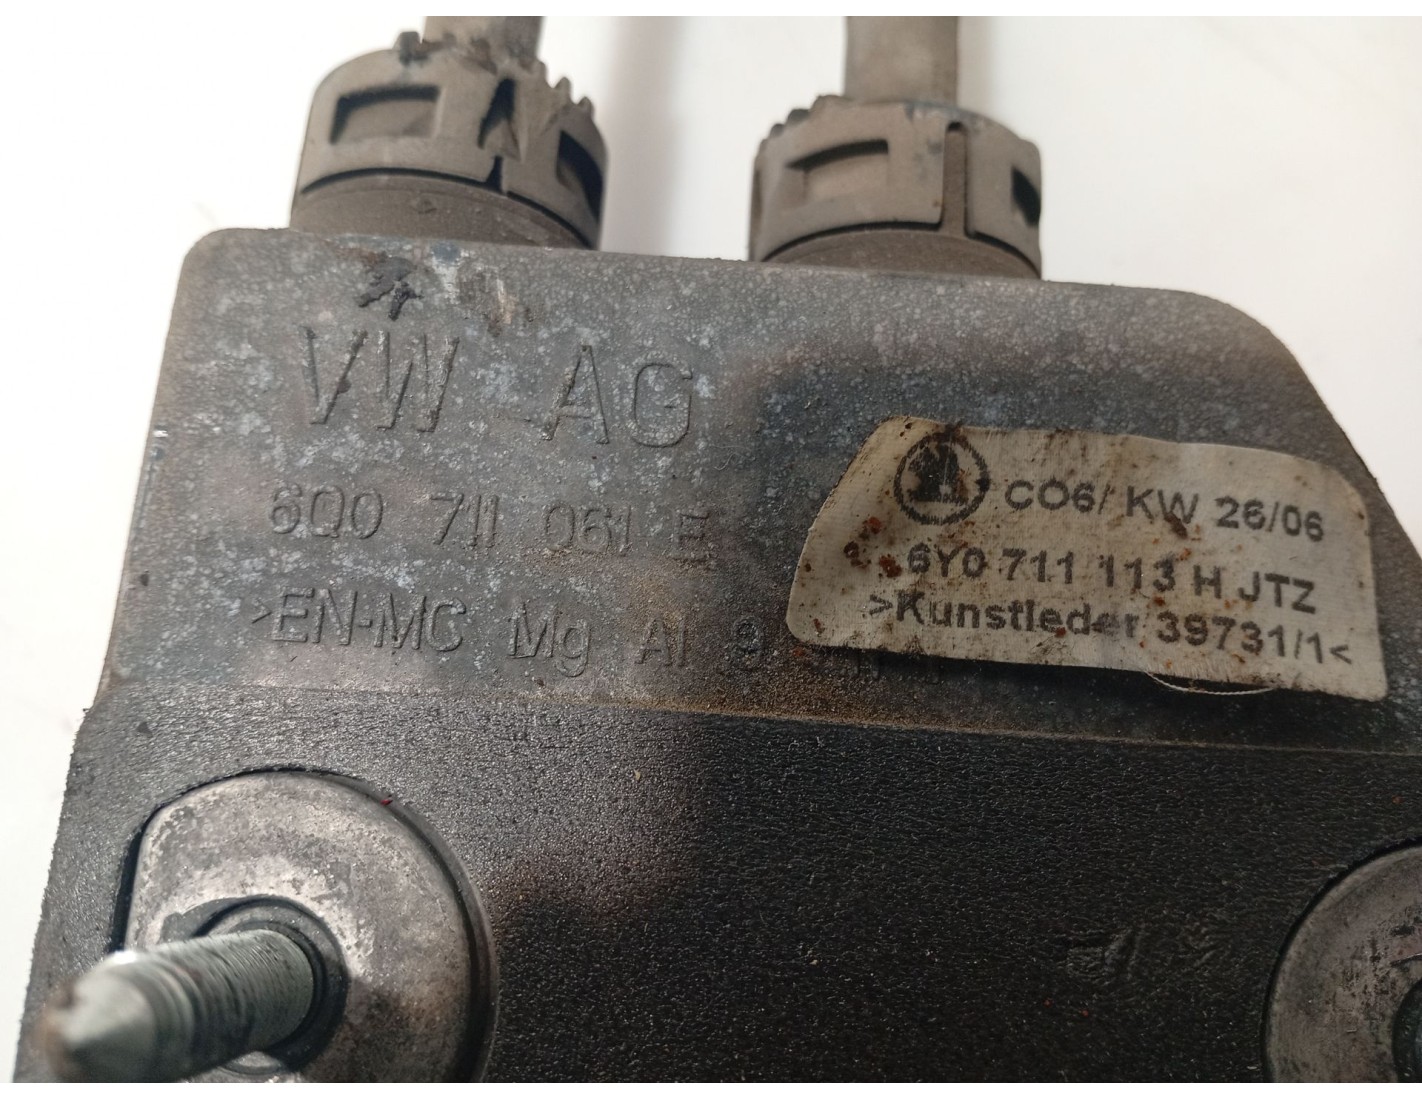 VW AG
6Q0 711 061 E
>EN-MC Mg Al 9
CO6/ KW 26/06
6Y0 711 113 H JTZ
>Kunstleder 39731/1<